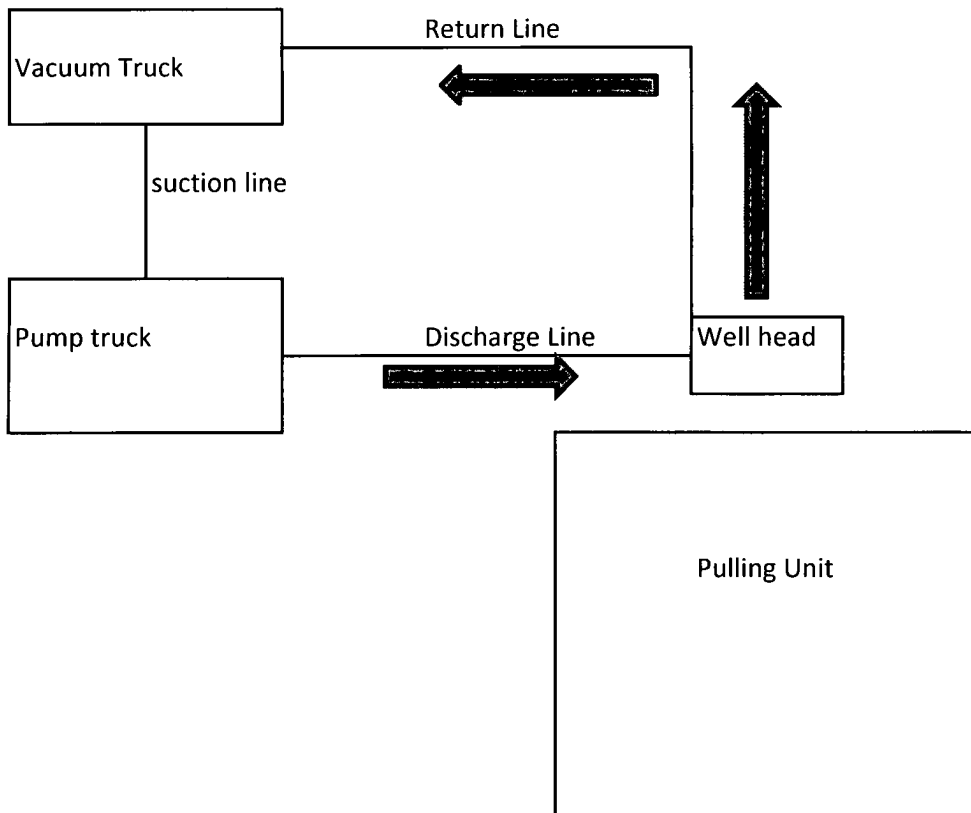 Return Line
Vacuum Truck
suction line
Pump truck
Discharge Line
Well head
Pulling Unit